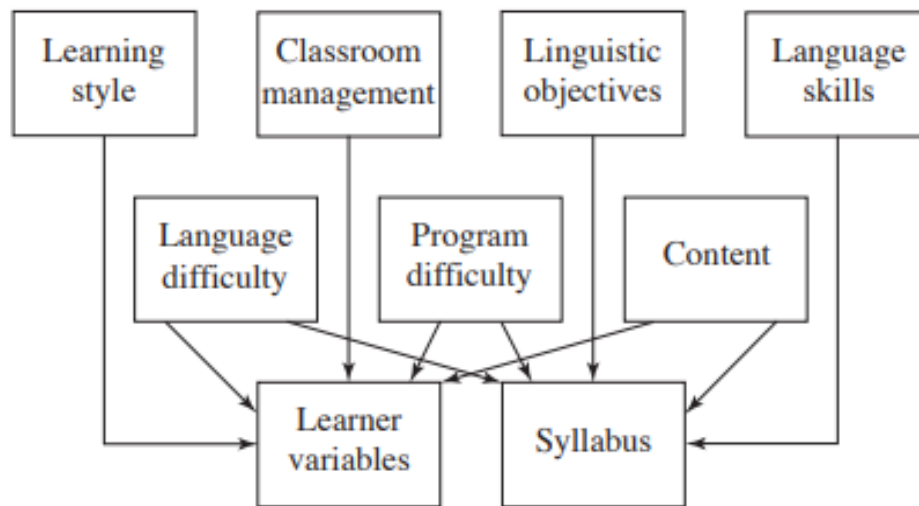 Learning
style
Classroom
management
Linguistic
objectives
Language
skills
Language
difficulty
Program
difficulty
Content
Learner
variables
Syllabus